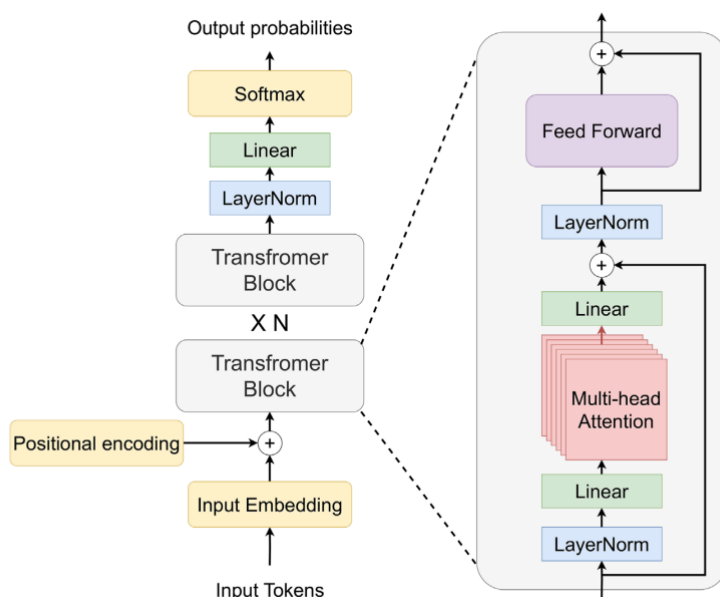 Output probabilities
Softmax
Linear
LayerNorm
Transfromer
Block
X N
Transfromer
Block
Positional encoding
+
Input Embedding
Input Tokens
+
Feed Forward
LayerNorm
+
Linear
Multi-head
Attention
Linear
LayerNorm